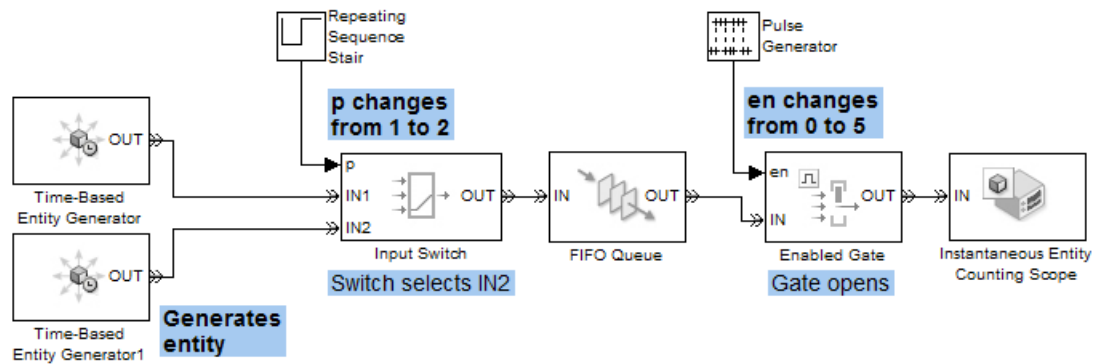 Repeating
Sequence
Stair
Pulse
Generator
p changes
from 1 to 2
en changes
from 0 to 5
OUT
Time-Based
Entity Generator
p
IN1
IN2
OUT
Input Switch
Switch selects IN2
IN
OUT
FIFO Queue
en
IN
OUT
Enabled Gate
Gate opens
IN
Instantaneous Entity
Counting Scope
OUT
Time-Based
Entity Generator1
Generates
entity